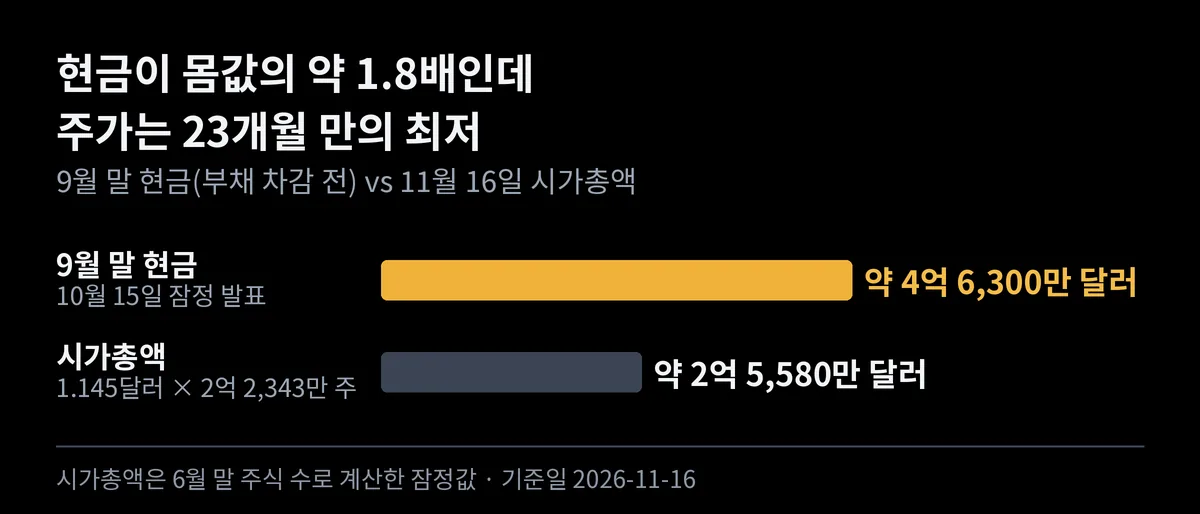 현금이 몸값의 약 1.8배인데
주가는 23개월 만의 최저
9월 말 현금(부채 차감 전) vs 11월 16일 시가총액
9월 말 현금
10월 15일 잠정 발표
약 4억 6,300만 달러
시가총액
1.145달러 × 2억 2,343만 주
약 2억 5,580만 달러
시가총액은 6월 말 주식 수로 계산한 잠정값 · 기준일 2026-11-16